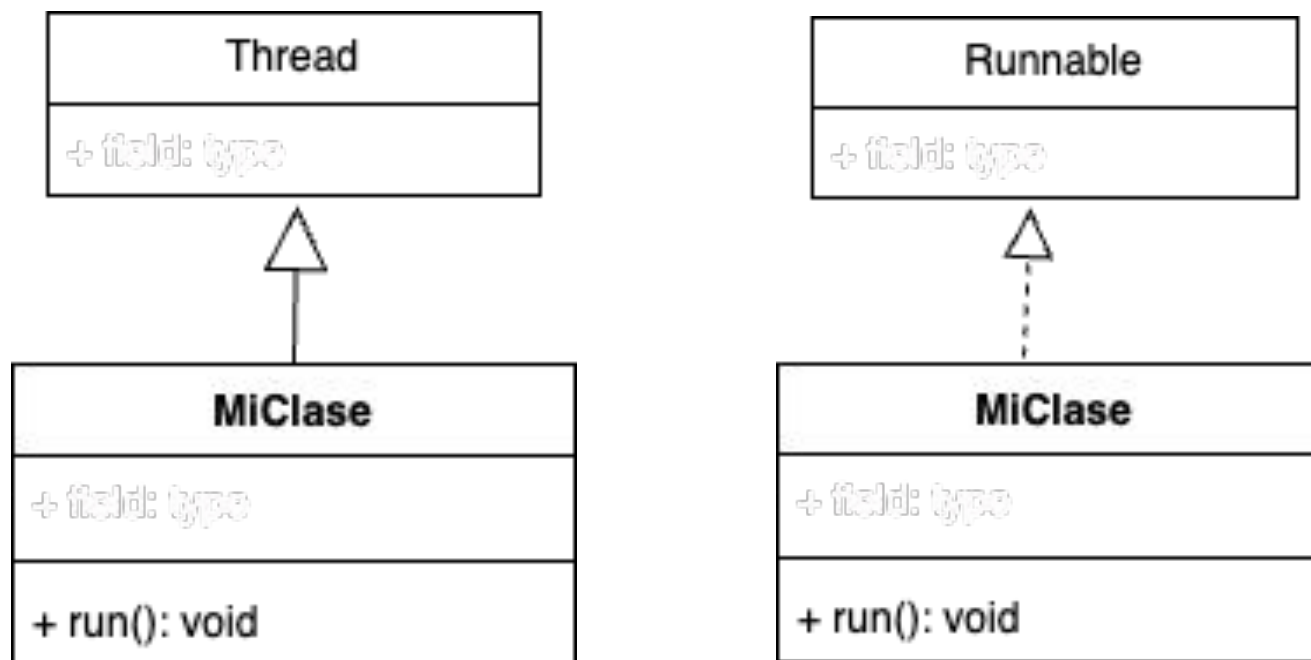 Thread
+ field: type
MiClase
+ field: type
+ run(): void
Runnable
+ field: type
MiClase
+ field: type
+ run(): void